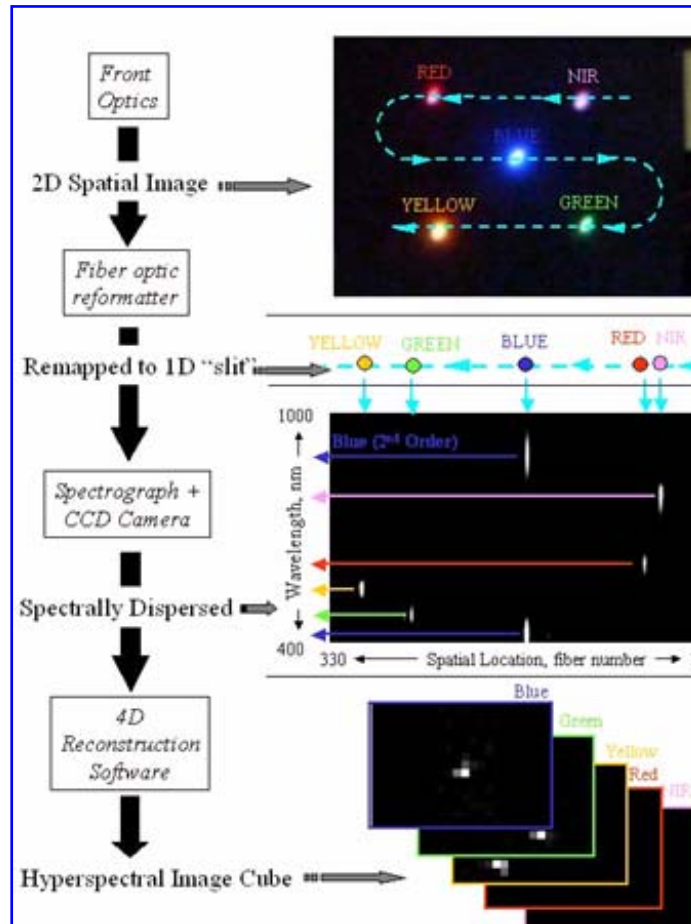 Front
Optics
2D Spatial Image
Fiber optic
reformatter
Remapped to 1D “slit”
Spectrograph +
CCD Camera
Spectrally Dispersed
4D
Reconstruction
Software
Hyperspectral Image Cube
RED
NIR
BLUE
YELLOW
GREEN
YELLOW
GREEN
BLUE
RED
NIR
1000
Wavelength, nm
400
Blue (2nd Order)
330
Spatial Location, fiber number
Blue
Green
Yellow
Red
NIR